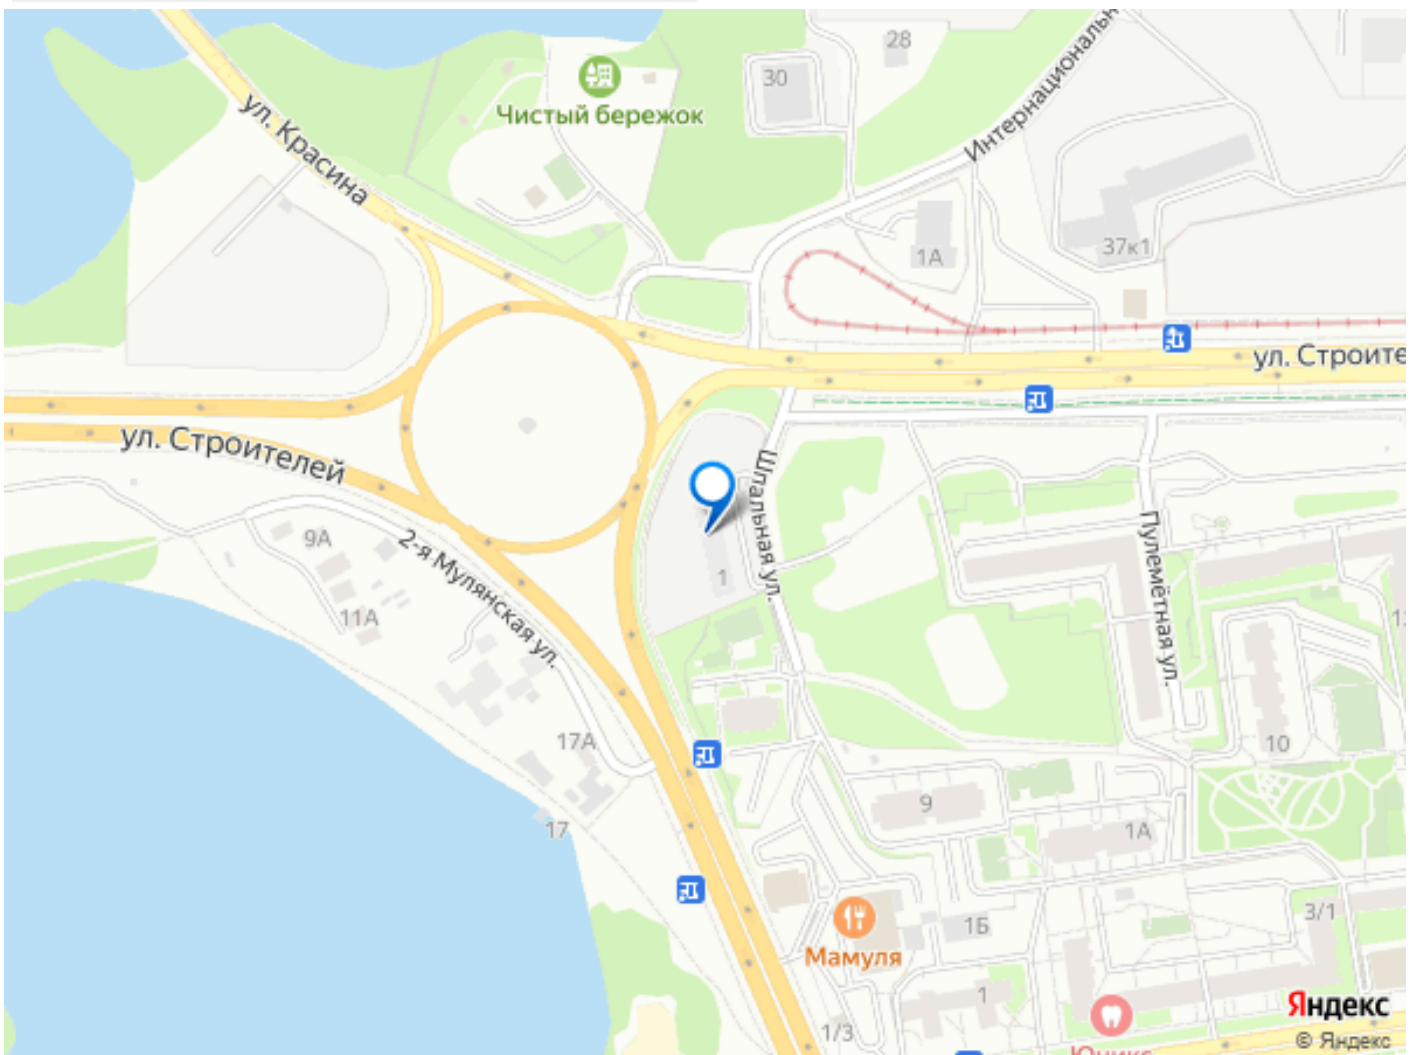 28
30
Чистый бережок
Интернациональн
ул. Красина
37к1
1А
ул. Строите
ул. Строителей
Шпальная ул.
Пулемётная ул.
9А
2-я Мулянская ул.
1
11А
17А
10
9
17
1А
3/1
1Б
Мамуля
1
1/3
Яндекс
© Яндекс